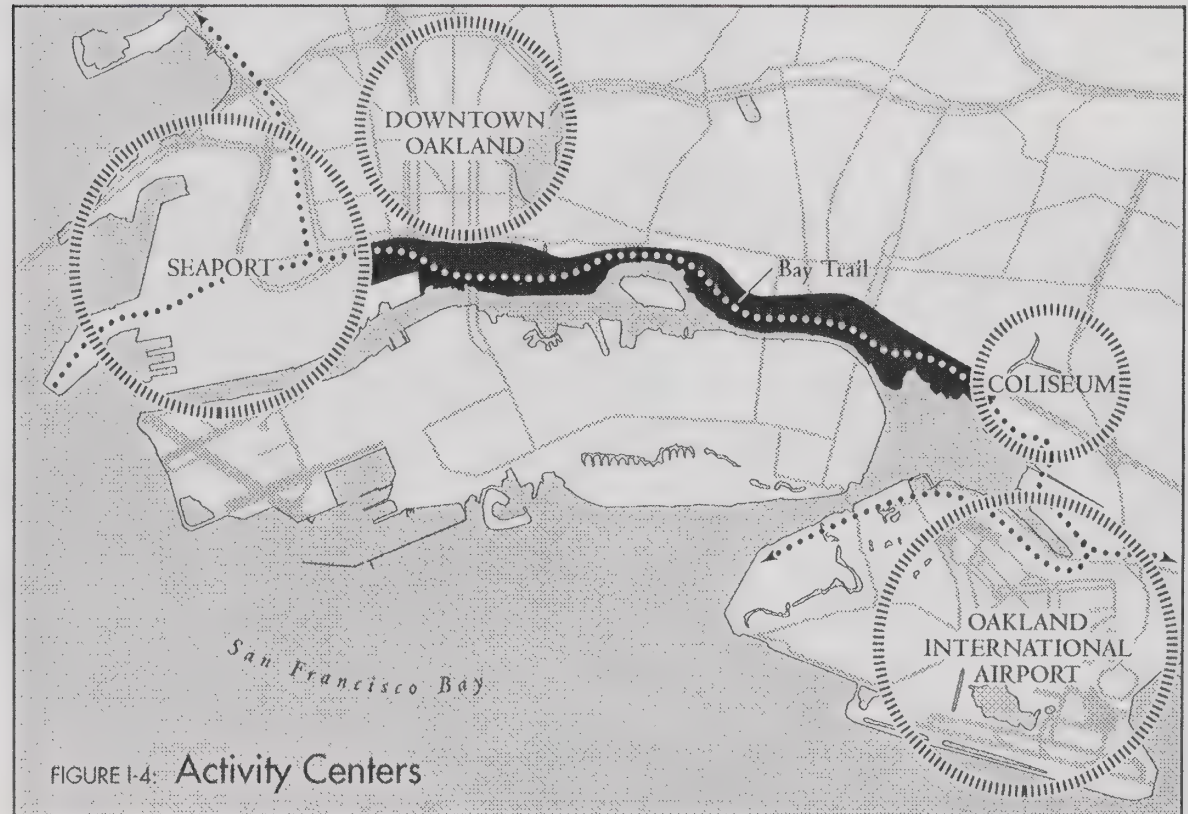 DOWNTOWN
OAKLAND
SEAPORT
Bay Trail
COLISEUM
OAKLAND
INTERNATIONAL
AIRPORT
San Francisco Bay
FIGURE I-4: Activity Centers